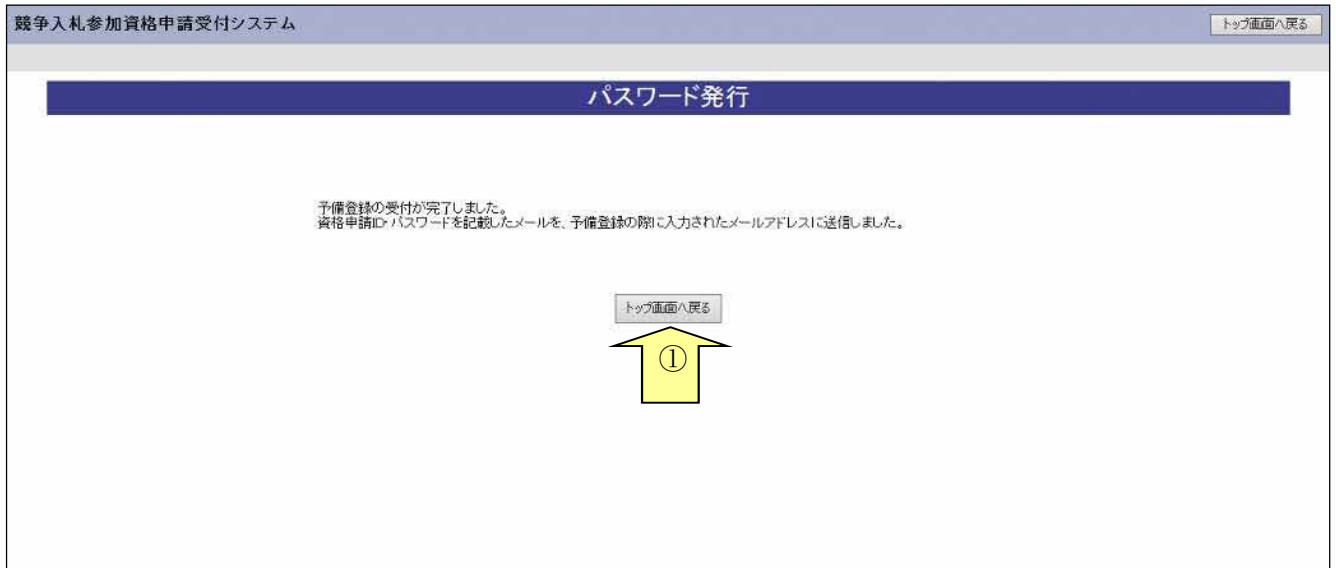 競争入札参加資格申請受付システム
トップ画面へ戻る
パスワード発行
予備登録の受付が完了しました。
資格申請ID・パスワードを記載したメールを、予備登録の際に入力されたメールアドレスに送信しました。
トップ画面へ戻る
①